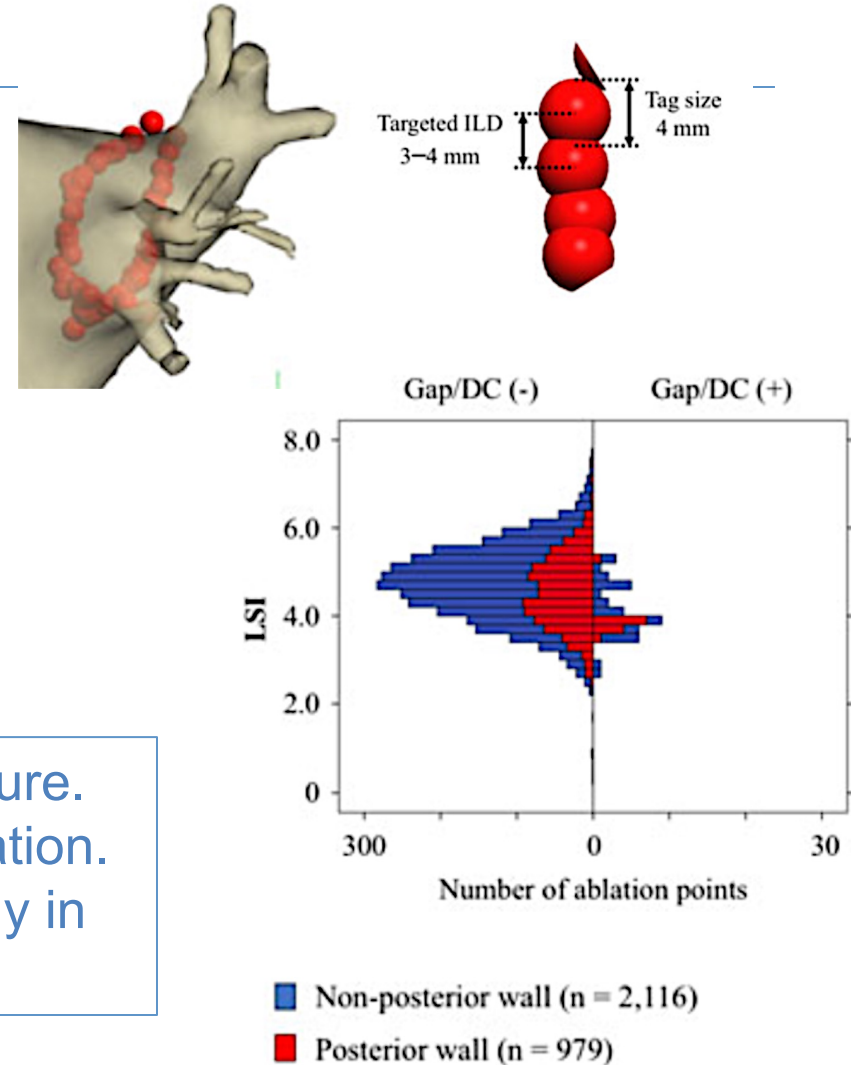 Targeted ILD
3−4 mm
Tag size
4 mm
Gap/DC (-)
Gap/DC (+)
8.0
6.0
4.0
2.0
0
LSI
300
0
30
Number of ablation points
ure.
ation.
y in
Non-posterior wall (n = 2,116)
Posterior wall (n = 979)